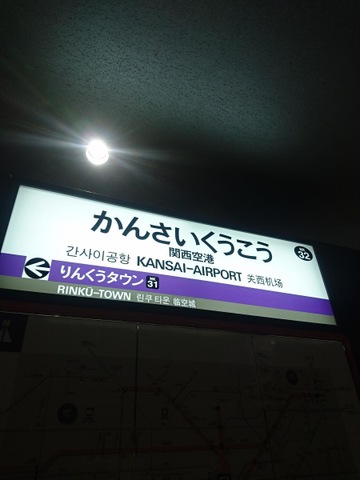 かんさいくうこう
32
関西空港
간사이공항 KANSAI-AIRPORT 关西机场
りんくうタウン 31
RINKŪ-TOWN 린쿠타운 临空城